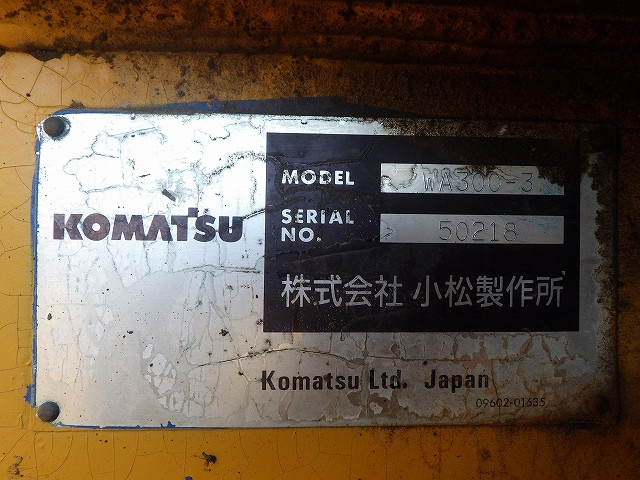 KOMATSU
MODEL WA300-3
SERIAL NO. 50218
株式会社 小松製作所
Komatsu Ltd. Japan
09602-01635